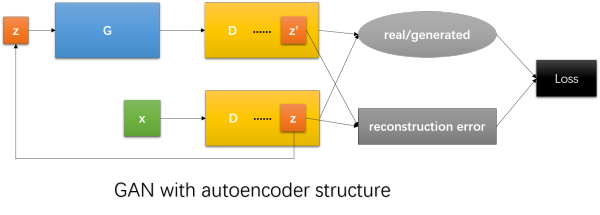 z G D ...... z'
real/generated
Loss
x D ...... z
reconstruction error
GAN with autoencoder structure